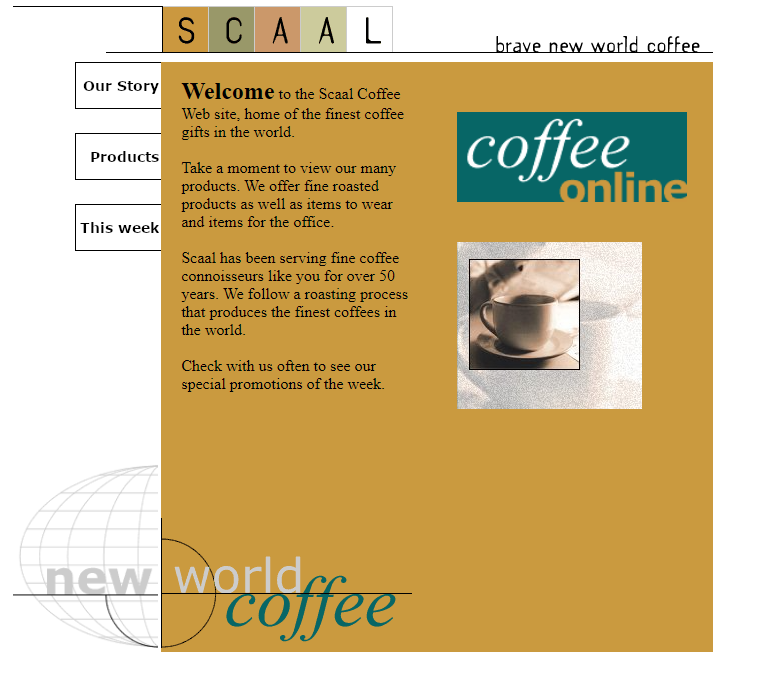 SCAAL
brave new world coffee
Our Story
Products
This week
Welcome to the Scaal Coffee
Web site, home of the finest coffee
gifts in the world.
Take a moment to view our many
products. We offer fine roasted
products as well as items to wear
and items for the office.
Scaal has been serving fine coffee
connoisseurs like you for over 50
years. We follow a roasting process
that produces the finest coffees in
the world.
Check with us often to see our
special promotions of the week.
coffee
online
new world
coffee